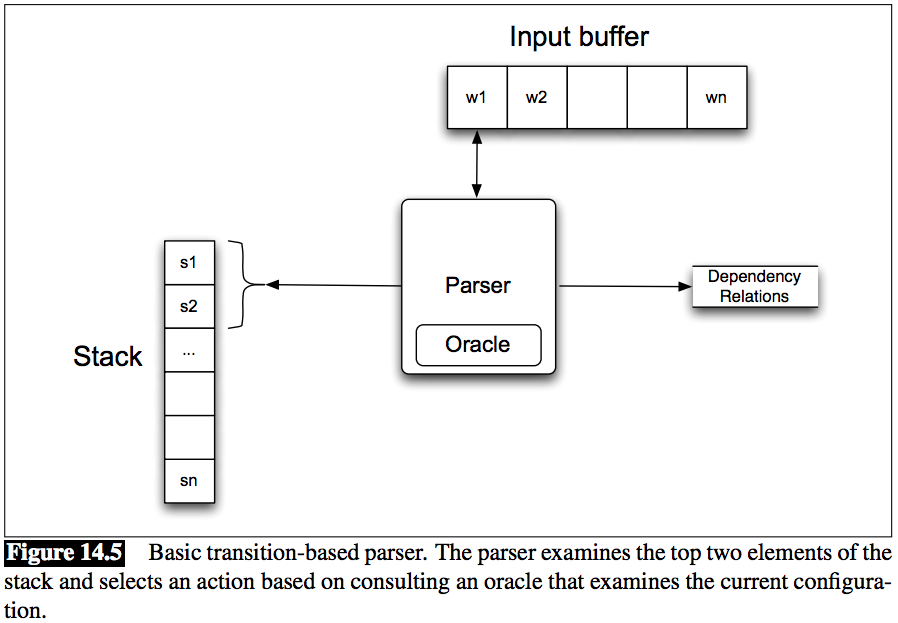 Input buffer
w1 w2 wn
s1
s2
...
sn
Stack
Parser
Oracle
Dependency
Relations
Figure 14.5 Basic transition-based parser. The parser examines the top two elements of the
stack and selects an action based on consulting an oracle that examines the current configura-
tion.